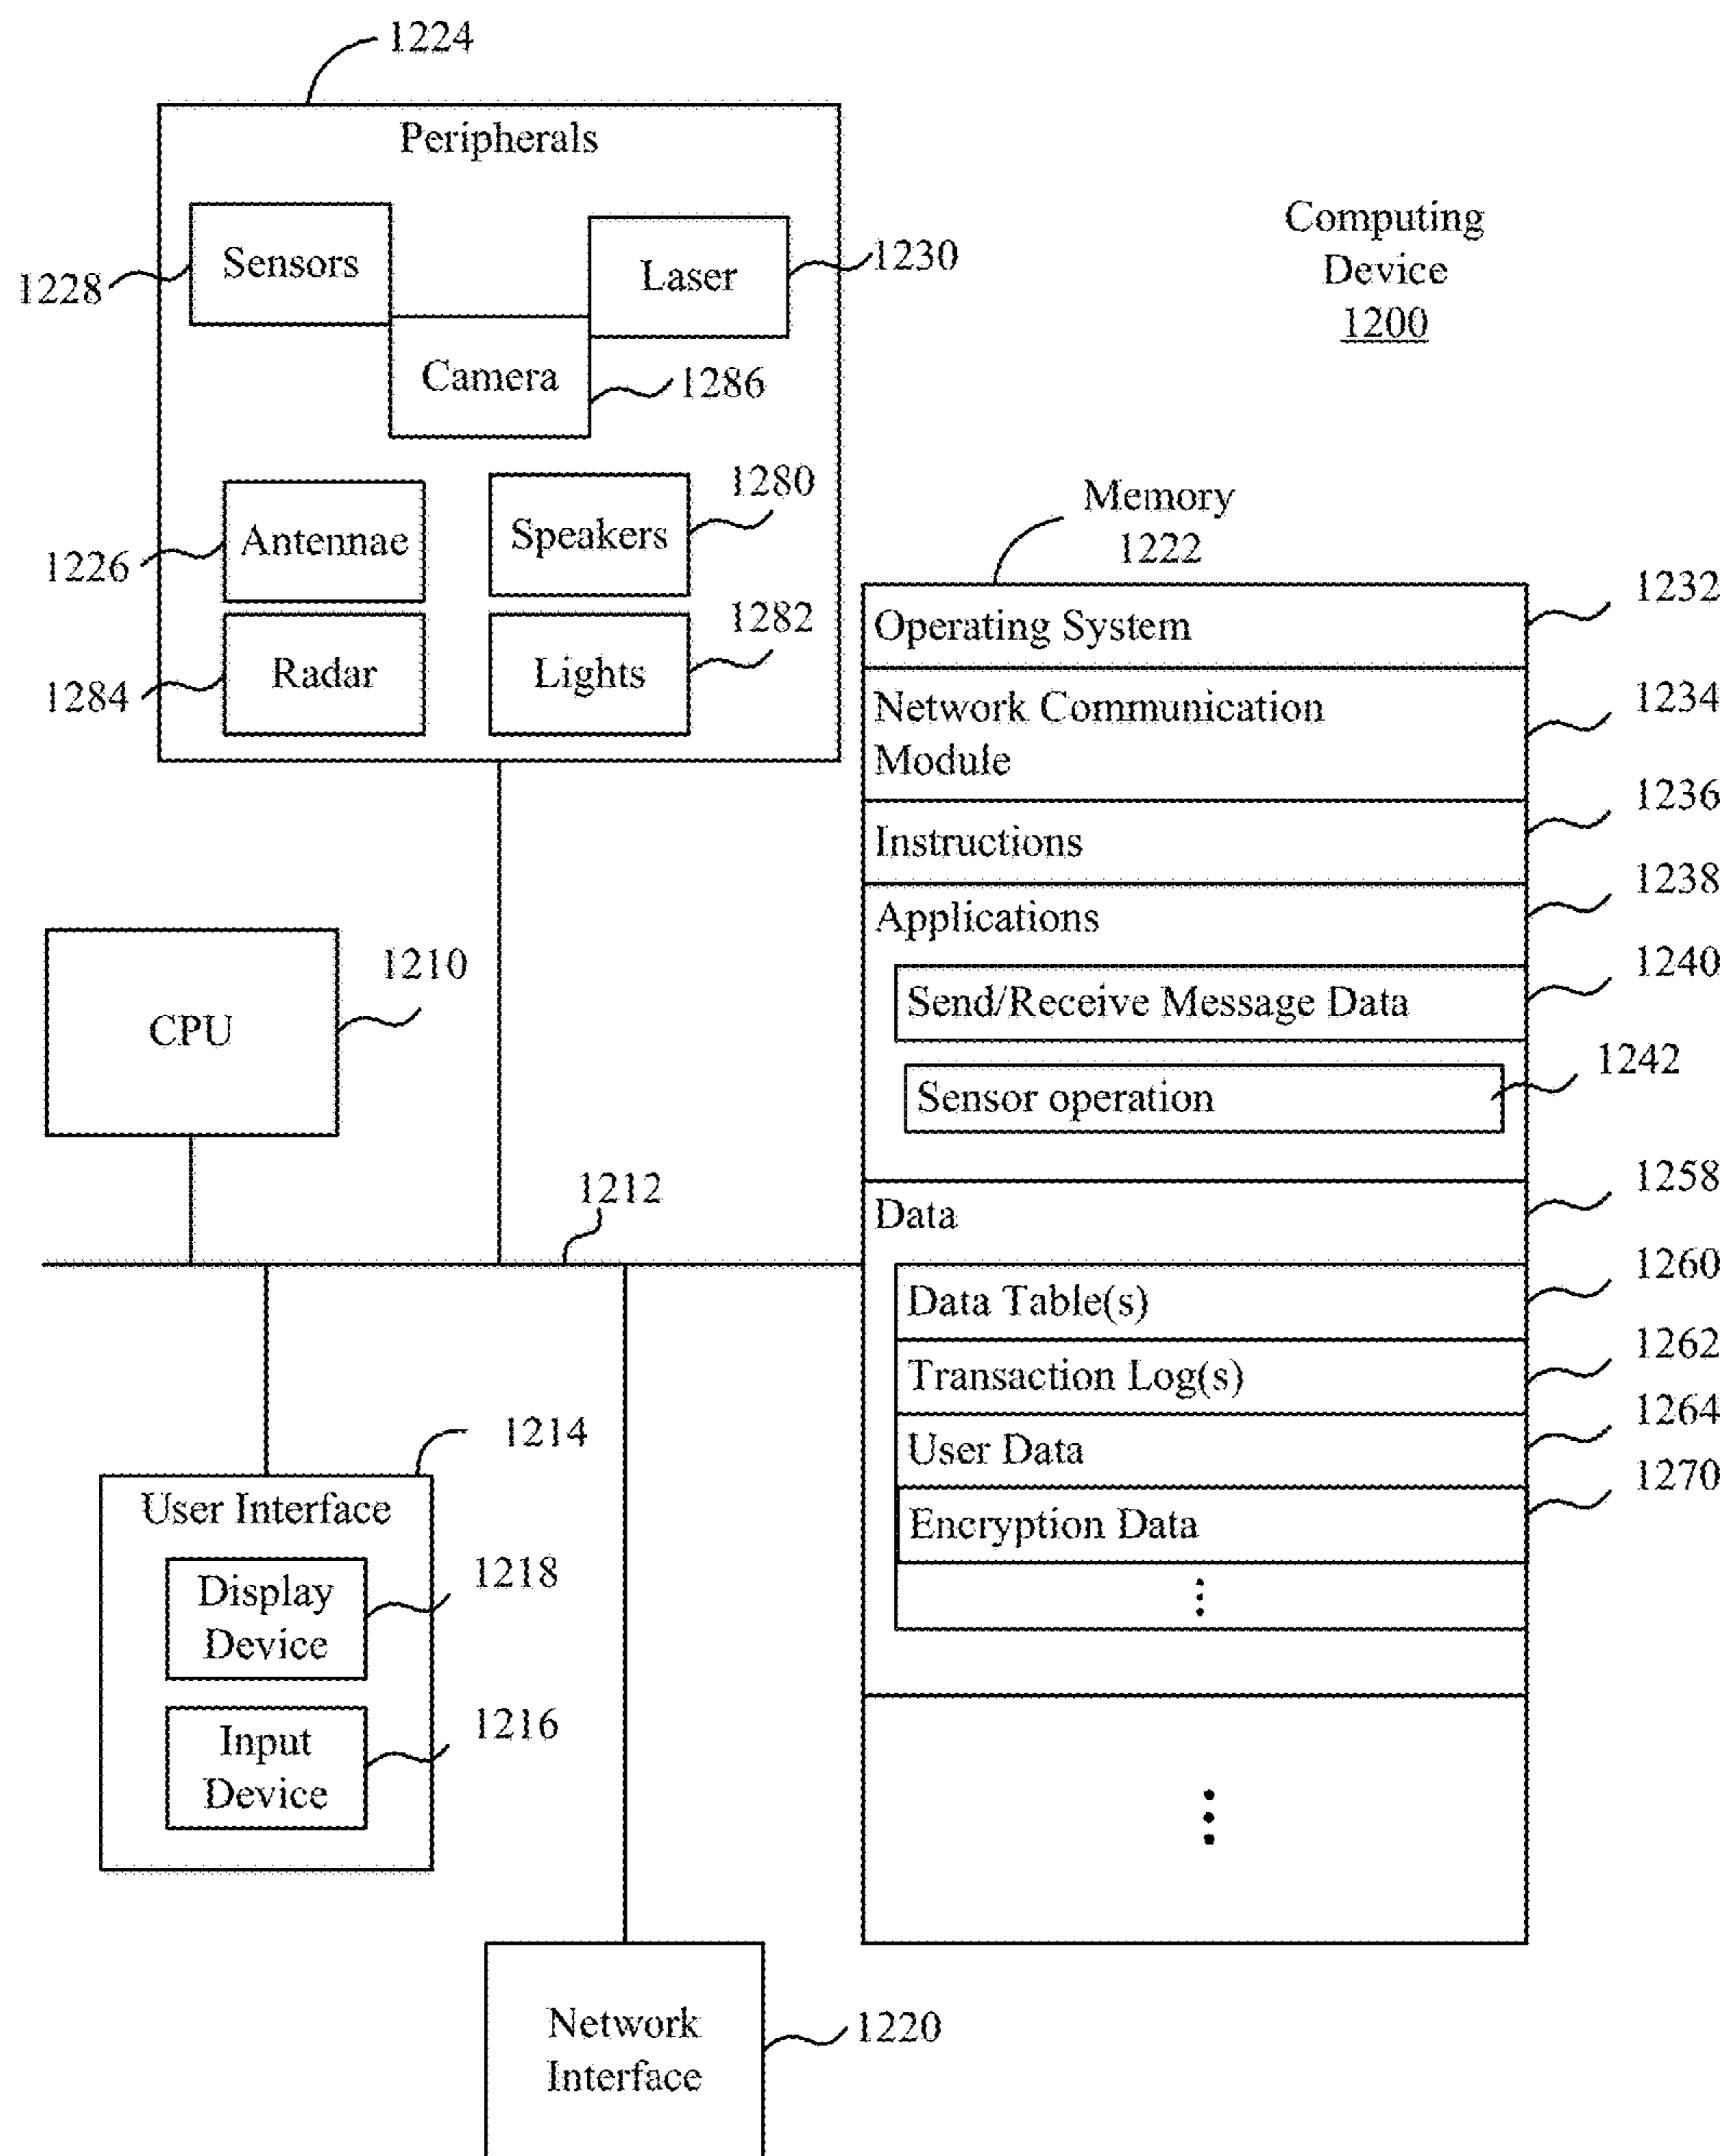 1224
Peripherals
Sensors
1228
Laser
1230
Camera
1286
Computing
Device
1200
Antennae
1226
Speakers
1280
Radar
1284
Lights
1282
Memory
1222
Operating System
1232
Network Communication
Module
1234
Instructions
1236
Applications
1238
Send/Receive Message Data
1240
Sensor operation
1242
Data
1258
Data Table(s)
1260
Transaction Log(s)
1262
User Data
1264
Encryption Data
1270
CPU
1210
1212
1214
User Interface
Display
Device
1218
Input
Device
1216
Network
Interface
1220